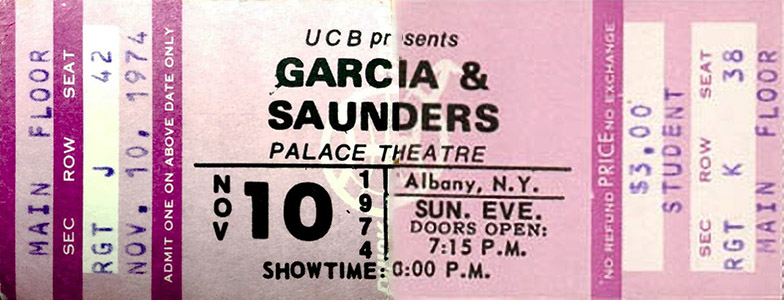 MAIN FLOOR
SEC ROW SEAT
RGT J 42
NOV. 10, 1974
ADMIT ONE ON ABOVE DATE ONLY
UCB presents
GARCIA &
SAUNDERS
PALACE THEATRE
NOV 10 1974
Albany, N.Y.
SUN. EVE.
DOORS OPEN:
7:15 P.M.
SHOWTIME: :00 P.M.
NO REFUND PRICE NO EXCHANGE
$3.00
STUDENT
SEC ROW SEAT
RGT K 38
MAIN FLOOR